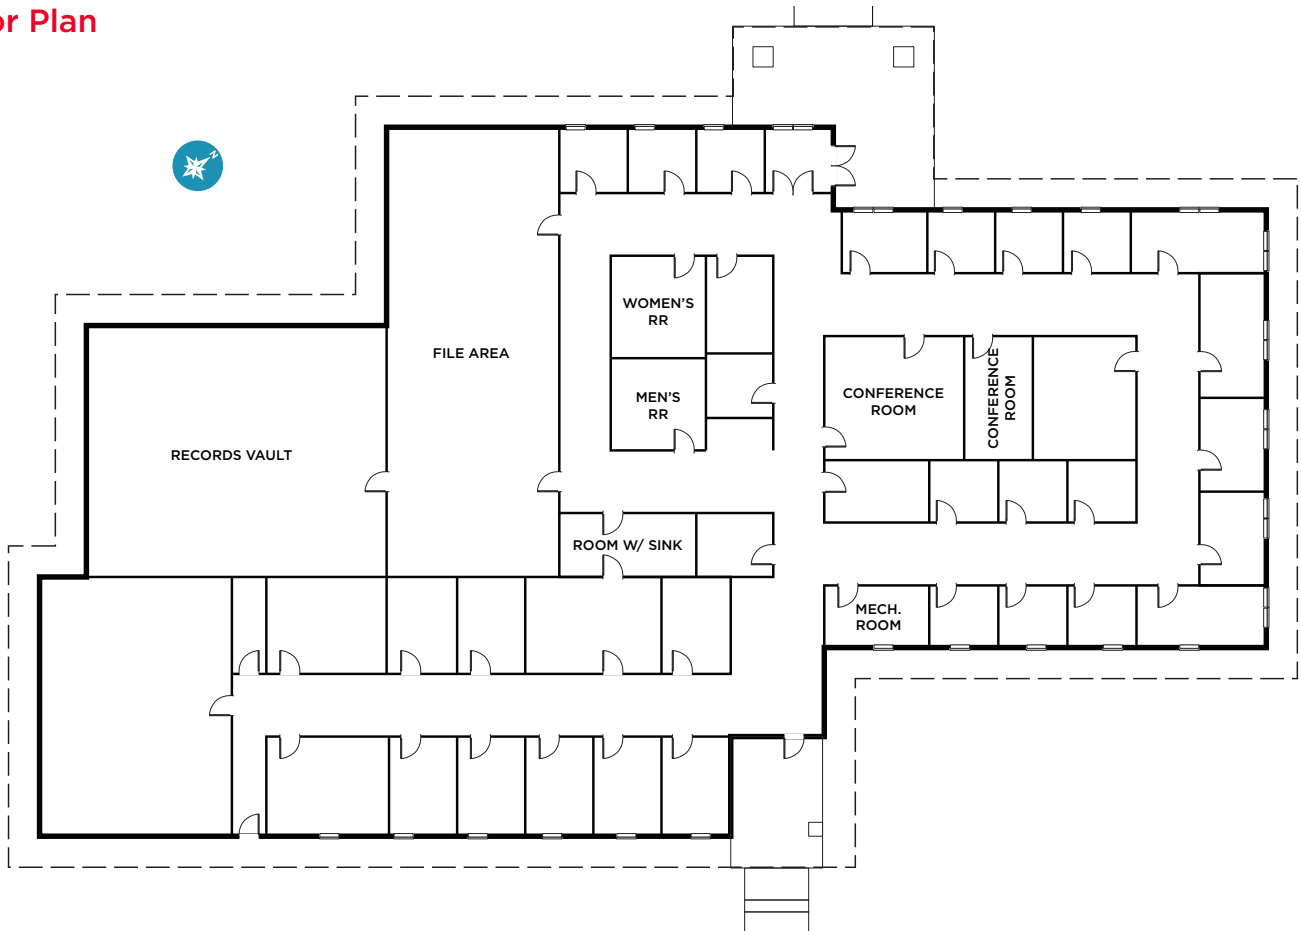 or Plan
N
WOMEN'S
RR
FILE AREA
MEN'S
RR
CONFERENCE
ROOM
CONFERENCE
ROOM
RECORDS VAULT
ROOM W/ SINK
MECH.
ROOM